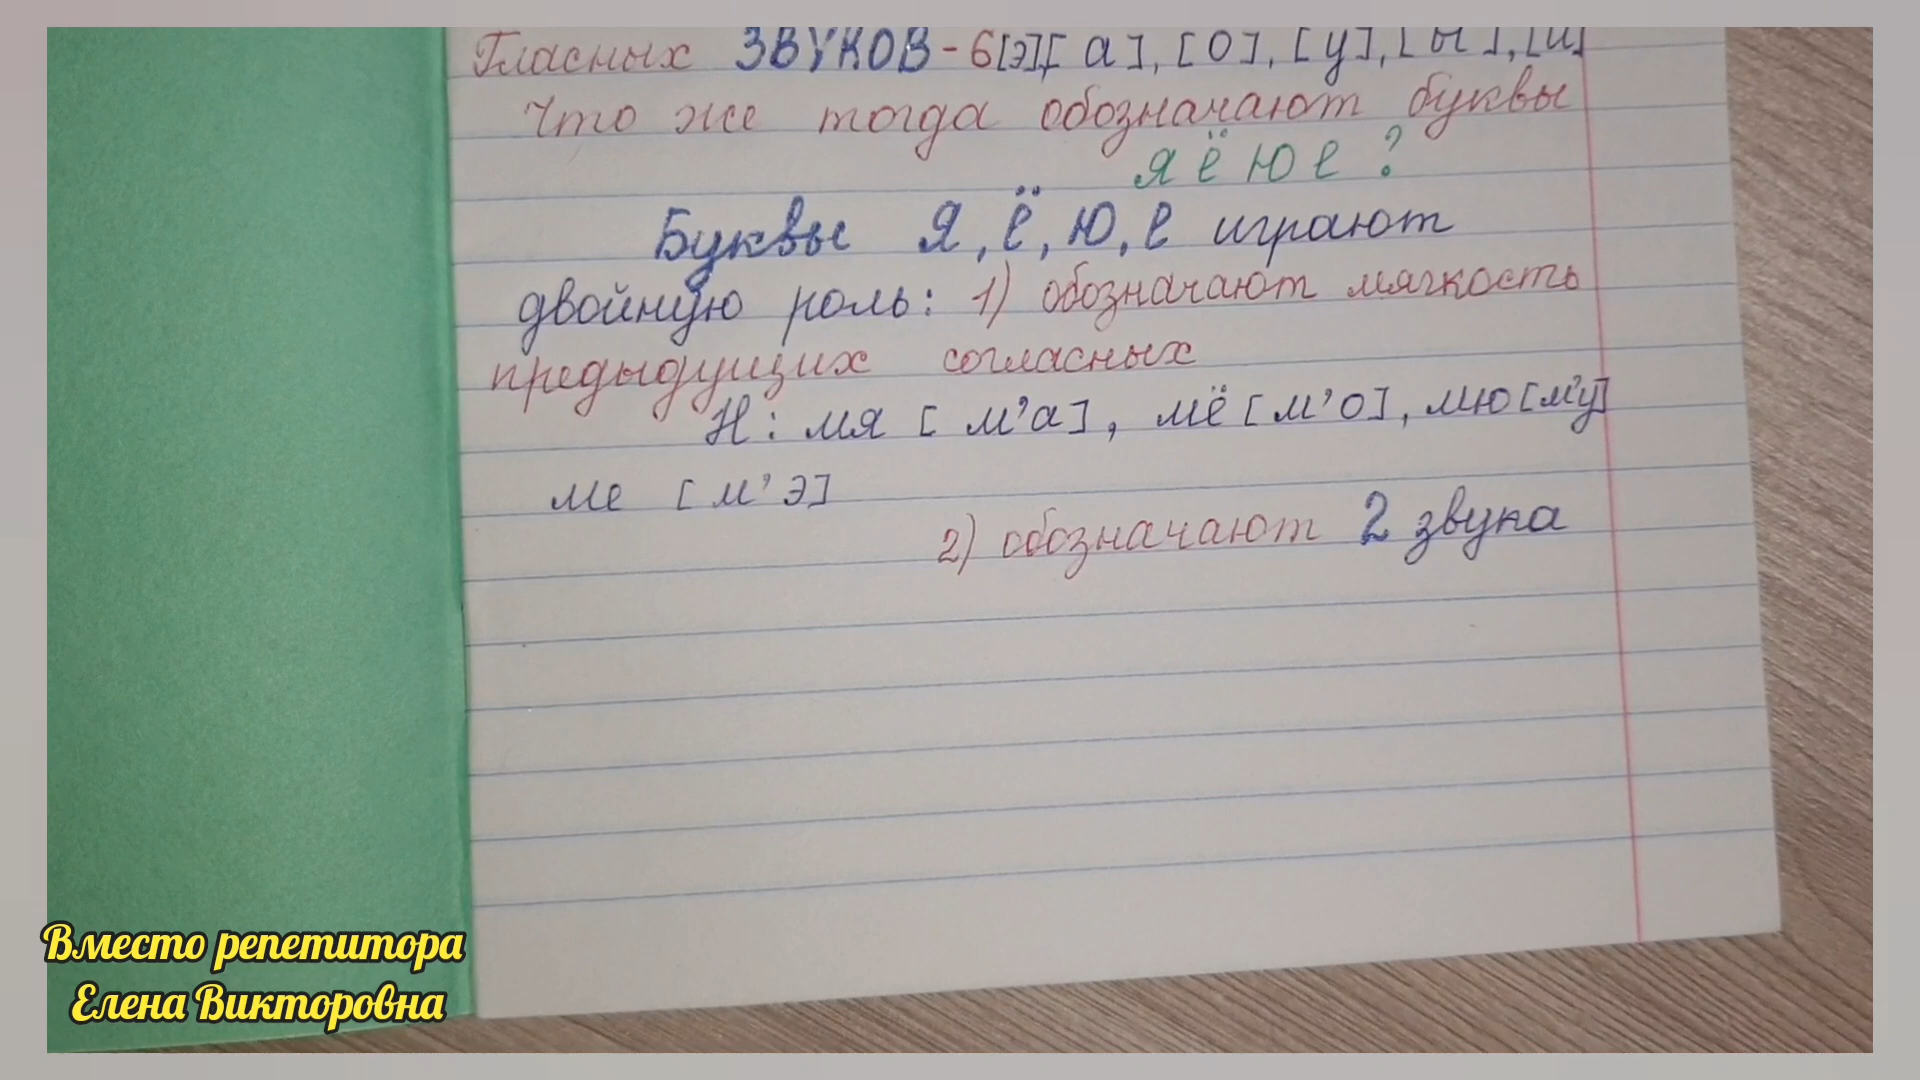 Гласных ЗВУКОВ - 6 [э][а], [о], [у], [ы], [и]
Что же тогда обозначают буквы
я ё ю е ?
Буквы Я, ё, Ю, е играют
двойную роль: 1) обозначают мягкость
предыдущих согласных
Н: мя [м’а], мё [м’о], мю [м’у]
ме [м’э]
2) обозначают 2 звука
Вместо репетитора
Елена Викторовна